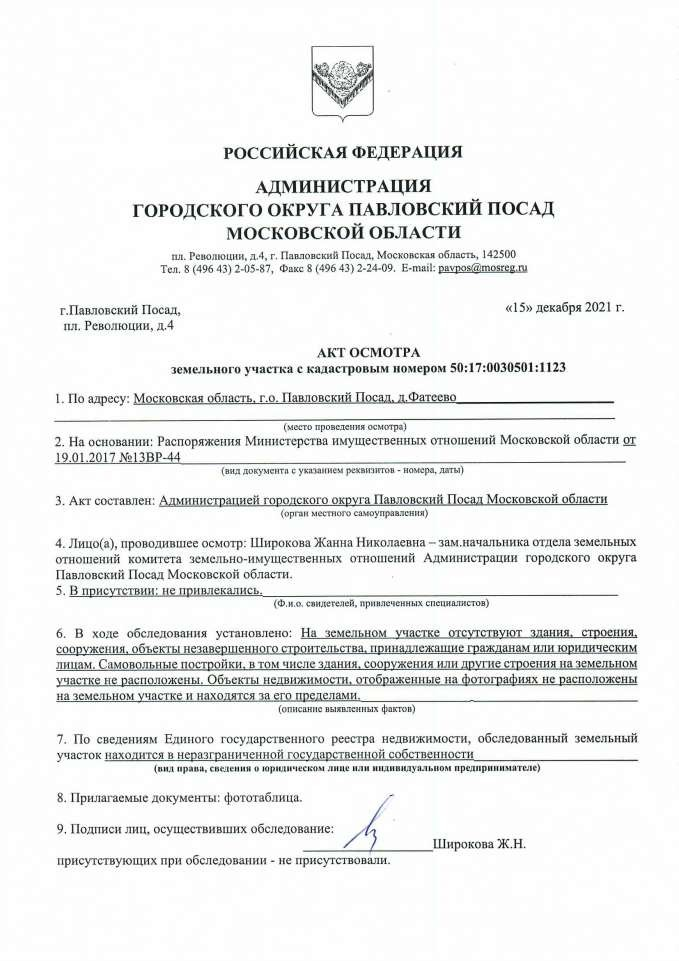 РОССИЙСКАЯ ФЕДЕРАЦИЯ
АДМИНИСТРАЦИЯ
ГОРОДСКОГО ОКРУГА ПАВЛОВСКИЙ ПОСАД
МОСКОВСКОЙ ОБЛАСТИ
пл. Революции, д.4, г. Павловский Посад, Московская область, 142500
Тел. 8 (496 43) 2-05-87, Факс 8 (496 43) 2-24-09. E-mail: pavpos@mosreg.ru
г.Павловский Посад, «15» декабря 2021 г.
пл. Революции, д.4
АКТ ОСМОТРА
земельного участка с кадастровым номером 50:17:0030501:1123
1. По адресу: Московская область, г.о. Павловский Посад, д.Фатеево
(место проведения осмотра)
2. На основании: Распоряжения Министерства имущественных отношений Московской области от
19.01.2017 №13ВР-44
(вид документа с указанием реквизитов - номера, даты)
3. Акт составлен: Администрацией городского округа Павловский Посад Московской области
(орган местного самоуправления)
4. Лицо(а), проводившее осмотр: Широкова Жанна Николаевна – зам.начальника отдела земельных
отношений комитета земельно-имущественных отношений Администрации городского округа
Павловский Посад Московской области.
5. В присутствии: не привлекались.
(Ф.и.о. свидетелей, привлеченных специалистов)
6. В ходе обследования установлено: На земельном участке отсутствуют здания, строения,
сооружения, объекты незавершенного строительства, принадлежащие гражданам или юридическим
лицам. Самовольные постройки, в том числе здания, сооружения или другие строения на земельном
участке не расположены. Объекты недвижимости, отображенные на фотографиях не расположены
на земельном участке и находятся за его пределами.
(описание выявленных фактов)
7. По сведениям Единого государственного реестра недвижимости, обследованный земельный
участок находится в неразграниченной государственной собственности
(вид права, сведения о юридическом лице или индивидуальном предпринимателе)
8. Прилагаемые документы: фототаблица.
9. Подписи лиц, осуществивших обследование:
Широкова Ж.Н.
присутствующих при обследовании - не присутствовали.